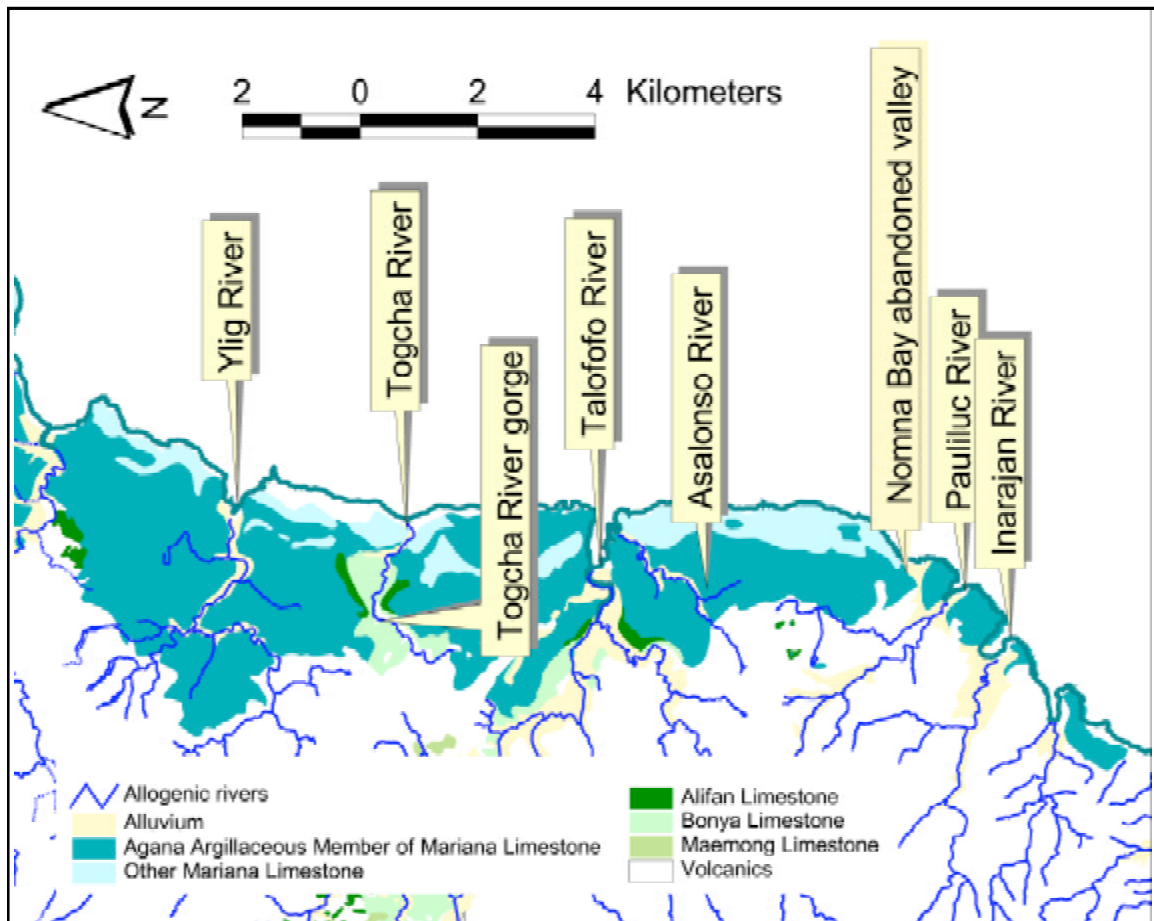 N
2 0 2 4 Kilometers
Ylig River
Togcha River
Togcha River gorge
Talofofo River
Asalonso River
Nomna Bay abandoned valley
Pauliluc River
Inarajan River
Allogenic rivers
Alluvium
Agana Argillaceous Member of Mariana Limestone
Other Mariana Limestone
Alifan Limestone
Bonya Limestone
Maemong Limestone
Volcanics